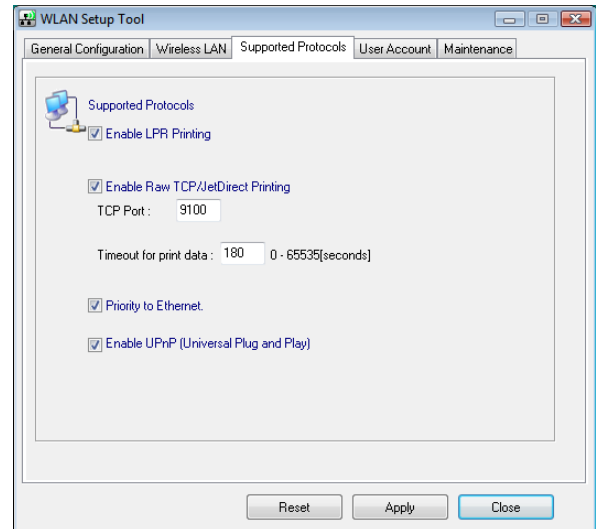 WLAN Setup Tool
General Configuration Wireless LAN Supported Protocols User Account Maintenance
Supported Protocols
Enable LPR Printing
Enable Raw TCP/JetDirect Printing
TCP Port : 9100
Timeout for print data : 180 0 - 65535[seconds]
Priority to Ethernet.
Enable UPnP (Universal Plug and Play)
Reset Apply Close